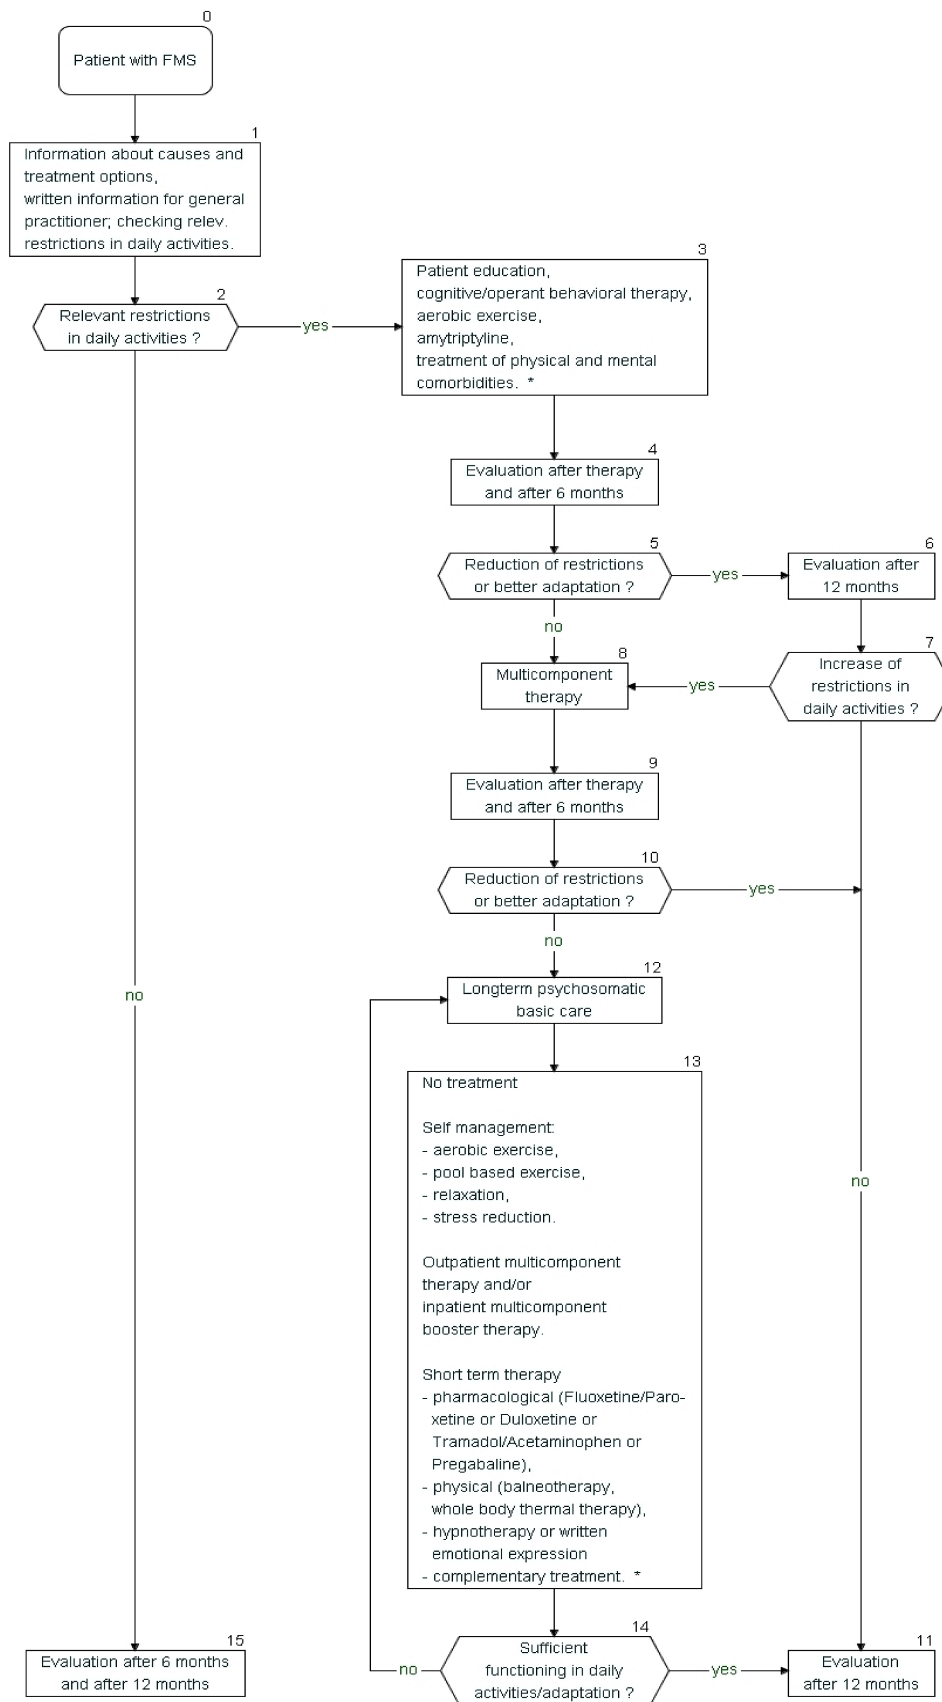 0
Patient with FMS
1
Information about causes and
treatment options,
written information for general
practitioner; checking relev.
restrictions in daily activities.
2
Relevant restrictions
in daily activities ?
yes
3
Patient education,
cognitive/operant behavioral therapy,
aerobic exercise,
amytriptyline,
treatment of physical and mental
comorbidities. *
4
Evaluation after therapy
and after 6 months
5
Reduction of restrictions
or better adaptation ?
yes
6
Evaluation after
12 months
no
7
Increase of
restrictions in
daily activities ?
yes
8
Multicomponent
therapy
9
Evaluation after therapy
and after 6 months
10
Reduction of restrictions
or better adaptation ?
yes
no
12
Longterm psychosomatic
basic care
no
13
No treatment
Self management:
- aerobic exercise,
- pool based exercise,
- relaxation,
- stress reduction.
Outpatient multicomponent
therapy and/or
inpatient multicomponent
booster therapy.
Short term therapy
- pharmacological (Fluoxetine/Paro-
xetine or Duloxetine or
Tramadol/Acetaminophen or
Pregabaline),
- physical (balneotherapy,
whole body thermal therapy),
- hypnotherapy or written
emotional expression
- complementary treatment. *
no
14
Sufficient
functioning in daily
activities/adaptation ?
no
yes
11
Evaluation
after 12 months
15
Evaluation after 6 months
and after 12 months